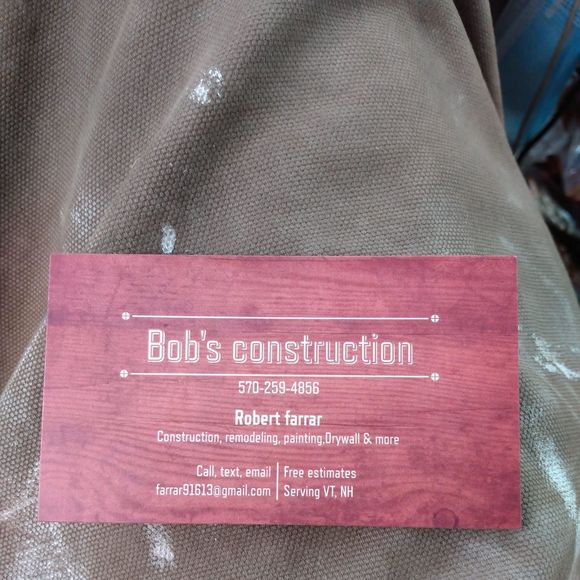 Bob's construction
570-259-4856
Robert farrar
Construction, remodeling, painting,Drywall & more
Call, text, email | Free estimates
farrar91613@gmail.com | Serving VT, NH